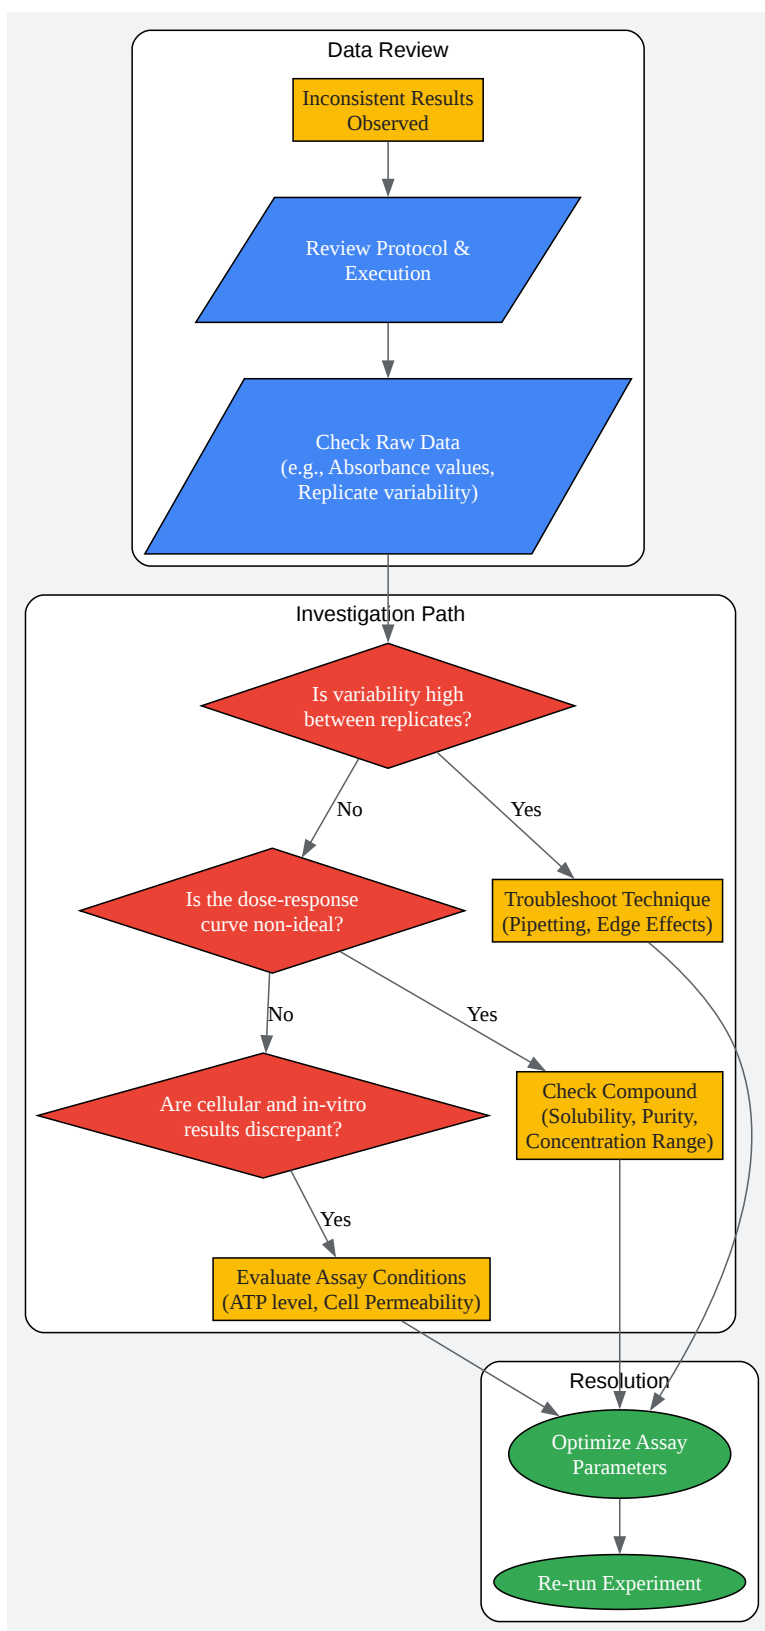 Data Review
Inconsistent Results
Observed
Review Protocol &
Execution
Check Raw Data
(e.g., Absorbance values,
Replicate variability)
Investigation Path
Is variability high
between replicates?
No
Yes
Is the dose-response
curve non-ideal?
Troubleshoot Technique
(Pipetting, Edge Effects)
No
Yes
Are cellular and in-vitro
results discrepant?
Check Compound
(Solubility, Purity,
Concentration Range)
Yes
Evaluate Assay Conditions
(ATP level, Cell Permeability)
Resolution
Optimize Assay
Parameters
Re-run Experiment